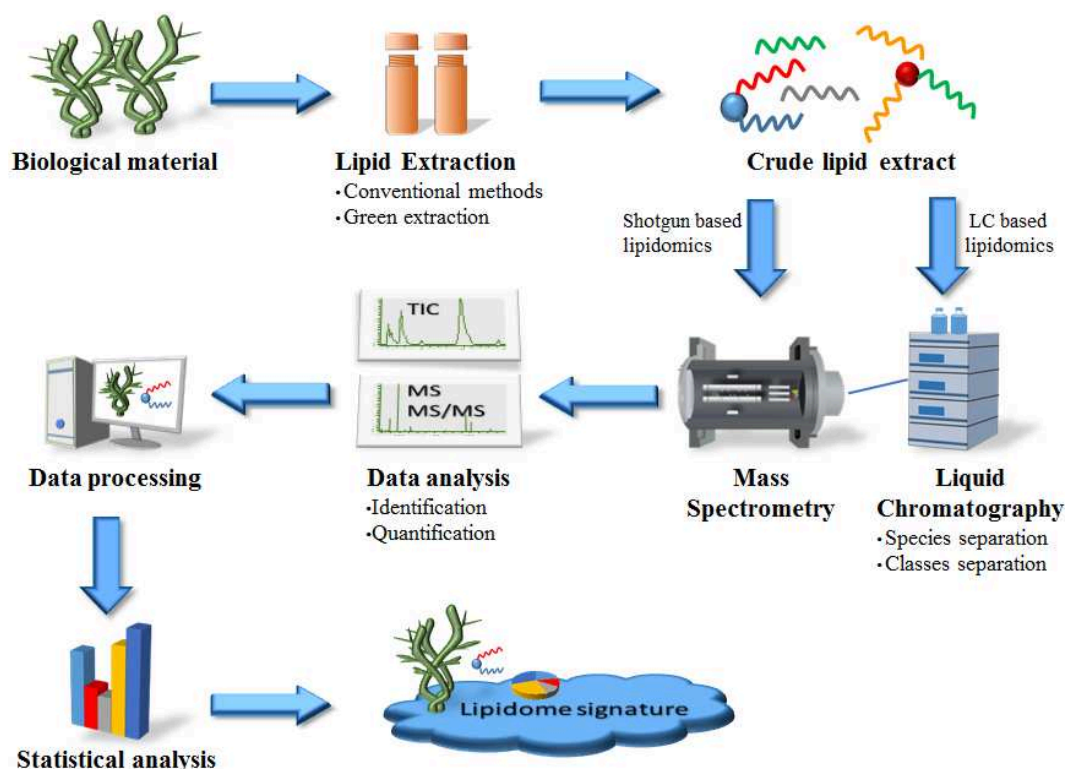 Biological material
Lipid Extraction
·Conventional methods
·Green extraction
Crude lipid extract
Shotgun based
lipidomics
LC based
lipidomics
TIC
MS
MS/MS
Data processing
Data analysis
·Identification
·Quantification
Mass
Spectrometry
Liquid
Chromatography
·Species separation
·Classes separation
Statistical analysis
Lipidome signature